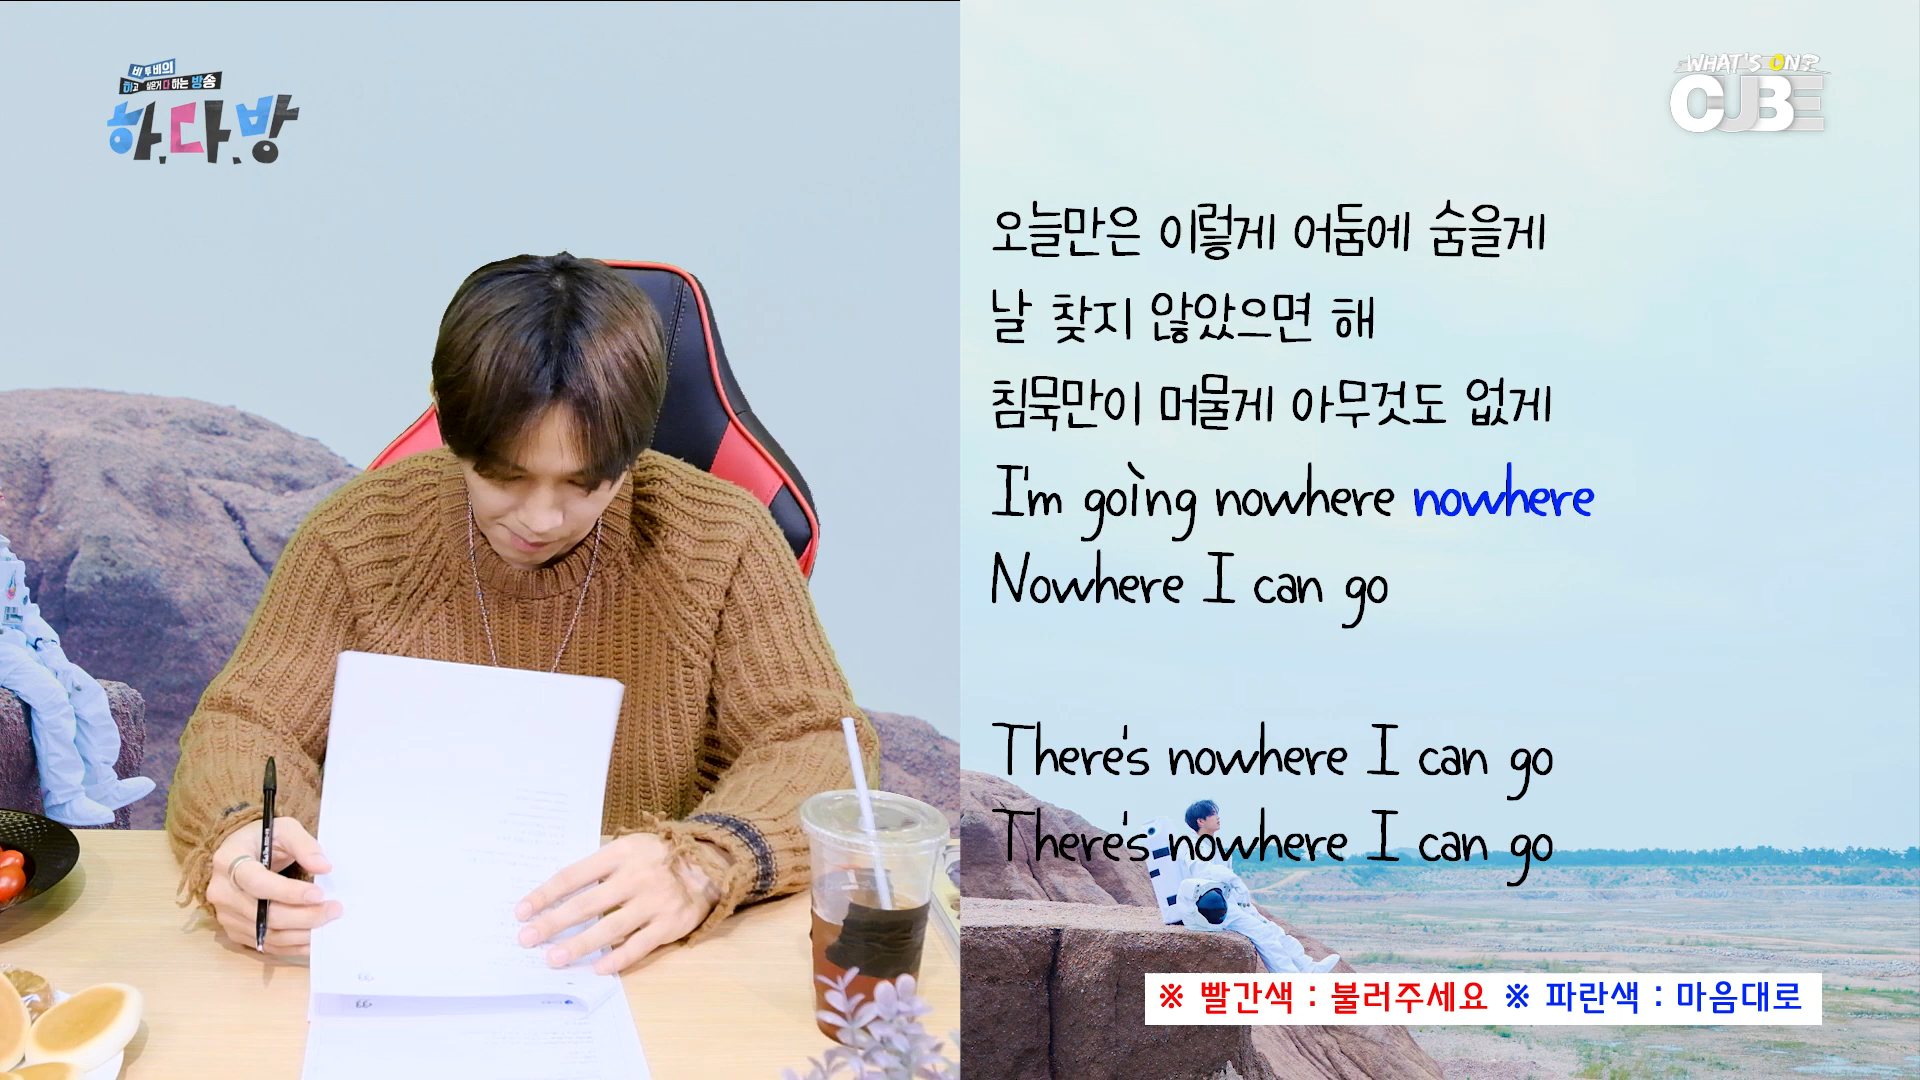 비투비의
하고 싶은거 다 하는 방송
하.다.방
WHAT'S ON?
CUBE
오늘만은 이렇게 어둠에 숨을게
날 찾지 않았으면 해
침묵만이 머물게 아무것도 없게
I'm going nowhere nowhere
Nowhere I can go
There's nowhere I can go
There's nowhere I can go
※ 빨간색 : 불러주세요 ※ 파란색 : 마음대로